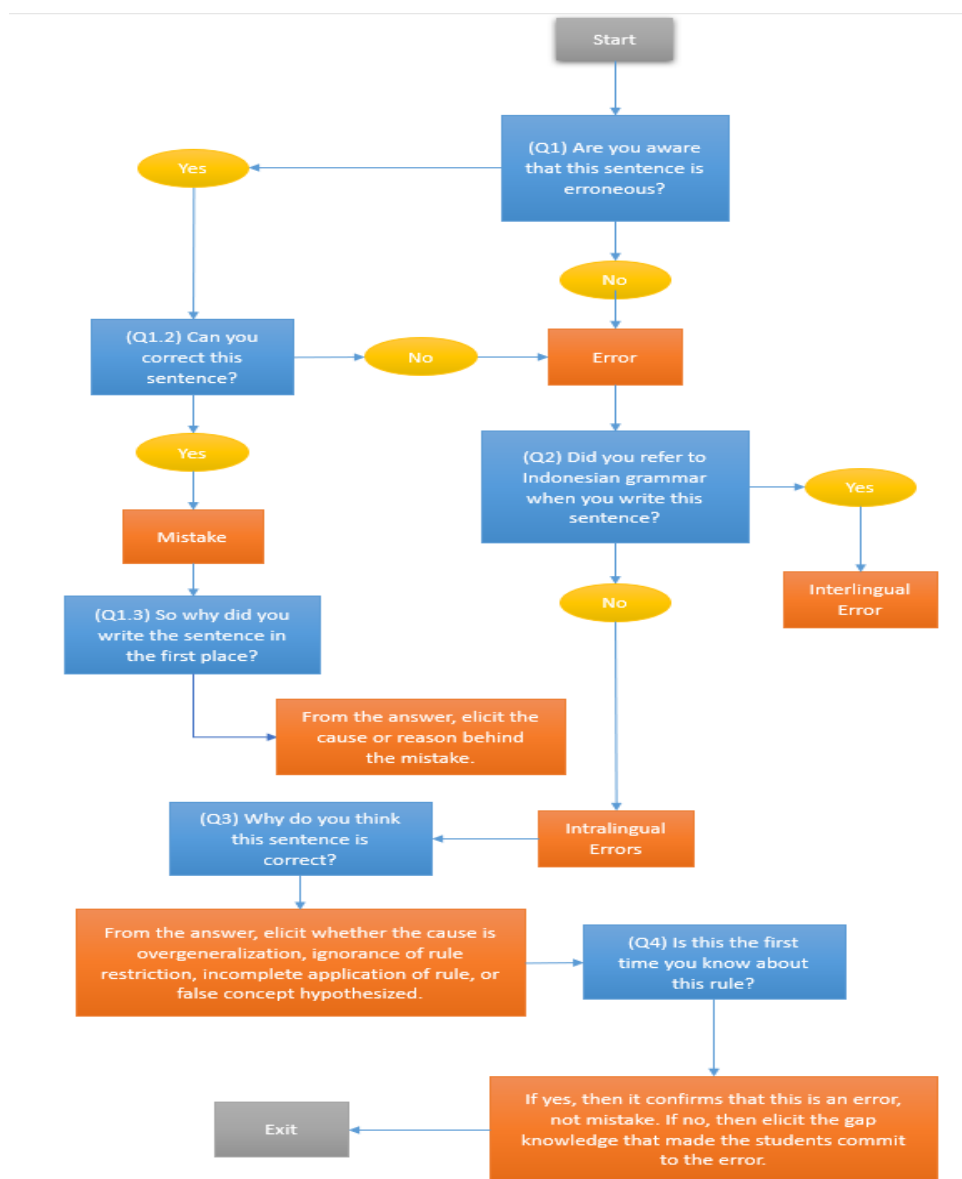 Start
(Q1) Are you aware
that this sentence is
erroneous?
Yes
No
(Q1.2) Can you
correct this
sentence?
No
Error
Yes
(Q2) Did you refer to
Indonesian grammar
when you write this
sentence?
Yes
Mistake
Interlingual
Error
(Q1.3) So why did you
write the sentence in
the first place?
No
From the answer, elicit the
cause or reason behind
the mistake.
(Q3) Why do you think
this sentence is
correct?
Intralingual
Errors
From the answer, elicit whether the cause is
overgeneralization, ignorance of rule
restriction, incomplete application of rule, or
false concept hypothesized.
(Q4) Is this the first
time you know about
this rule?
If yes, then it confirms that this is an error,
not mistake. If no, then elicit the gap
knowledge that made the students commit
to the error.
Exit